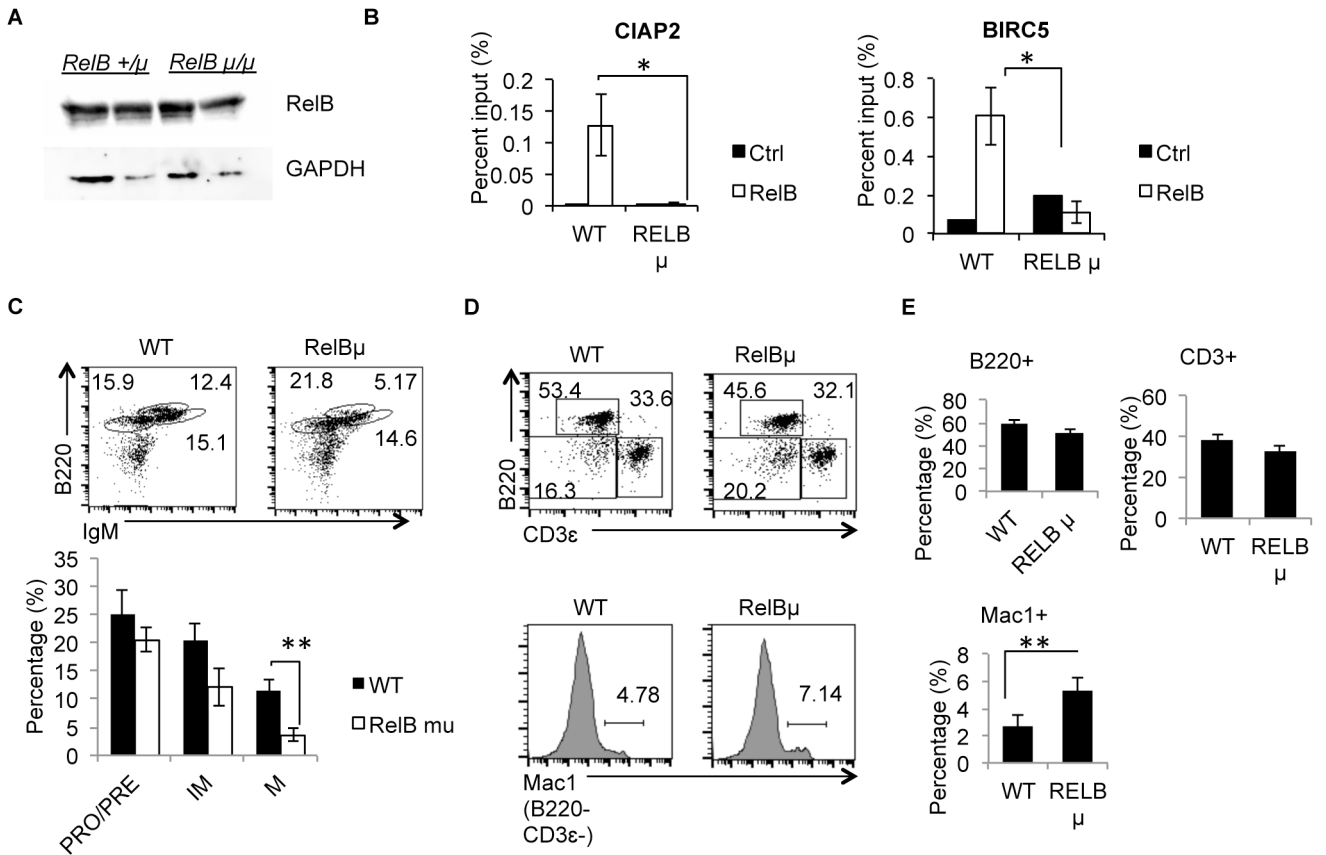 A
RelB +/µ RelB µ/µ
RelB
GAPDH
B
CIAP2
Percent input (%)
0.2
0.15
0.1
0.05
0
*
WT RELB
µ
Ctrl
RelB
BIRC5
Percent input (%)
0.8
0.6
0.4
0.2
0
*
WT RELB µ
Ctrl
RelB
C
WT RelBµ
15.9 12.4
15.1
21.8 5.17
14.6
B220
IgM
Percentage (%)
35
30
25
20
15
10
5
0
**
PRO/PRE IM M
WT
RelB mu
D
WT RelBµ
53.4 33.6
16.3
45.6 32.1
20.2
B220
CD3ε
WT RelBµ
4.78
7.14
Mac1
(B220-
CD3ε-)
E
B220+
Percentage (%)
80
60
40
20
0
WT RELB µ
CD3+
Percentage (%)
60
40
20
0
WT RELB
µ
Mac1+
Percentage (%)
8
6
4
2
0
**
WT RELB
µ